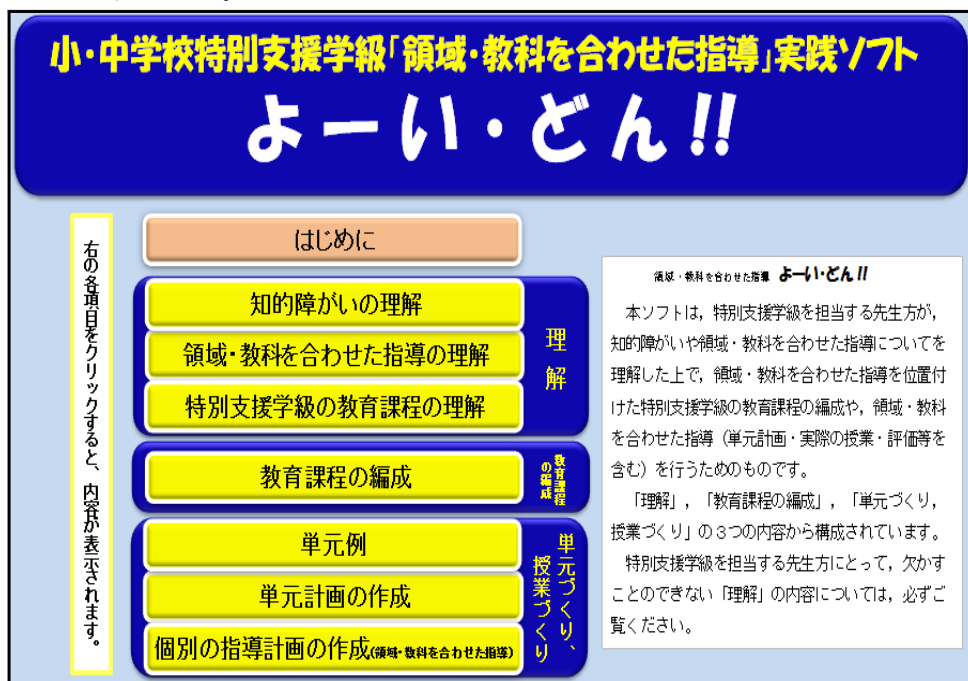 小・中学校特別支援学級「領域・教科を合わせた指導」実践ソフト
よーい・どん!!
右の各項目をクリックすると、内容が表示されます。
はじめに
知的障がいの理解
領域・教科を合わせた指導の理解
特別支援学級の教育課程の理解
理解
教育課程の編成
教育課程
の編成
単元例
単元計画の作成
個別の指導計画の作成(領域・教科を合わせた指導)
単元づくり、
授業づくり
領域・教科を合わせた指導 よーい・どん!!
本ソフトは，特別支援学級を担当する先生方が，
知的障がいや領域・教科を合わせた指導についてを
理解した上で，領域・教科を合わせた指導を位置付
けた特別支援学級の教育課程の編成や，領域・教科
を合わせた指導（単元計画・実際の授業・評価等を
含む）を行うためのものです。
「理解」，「教育課程の編成」，「単元づくり，
授業づくり」の３つの内容から構成されています。
特別支援学級を担当する先生方にとって，欠かす
ことのできない「理解」の内容については，必ずご
覧ください。